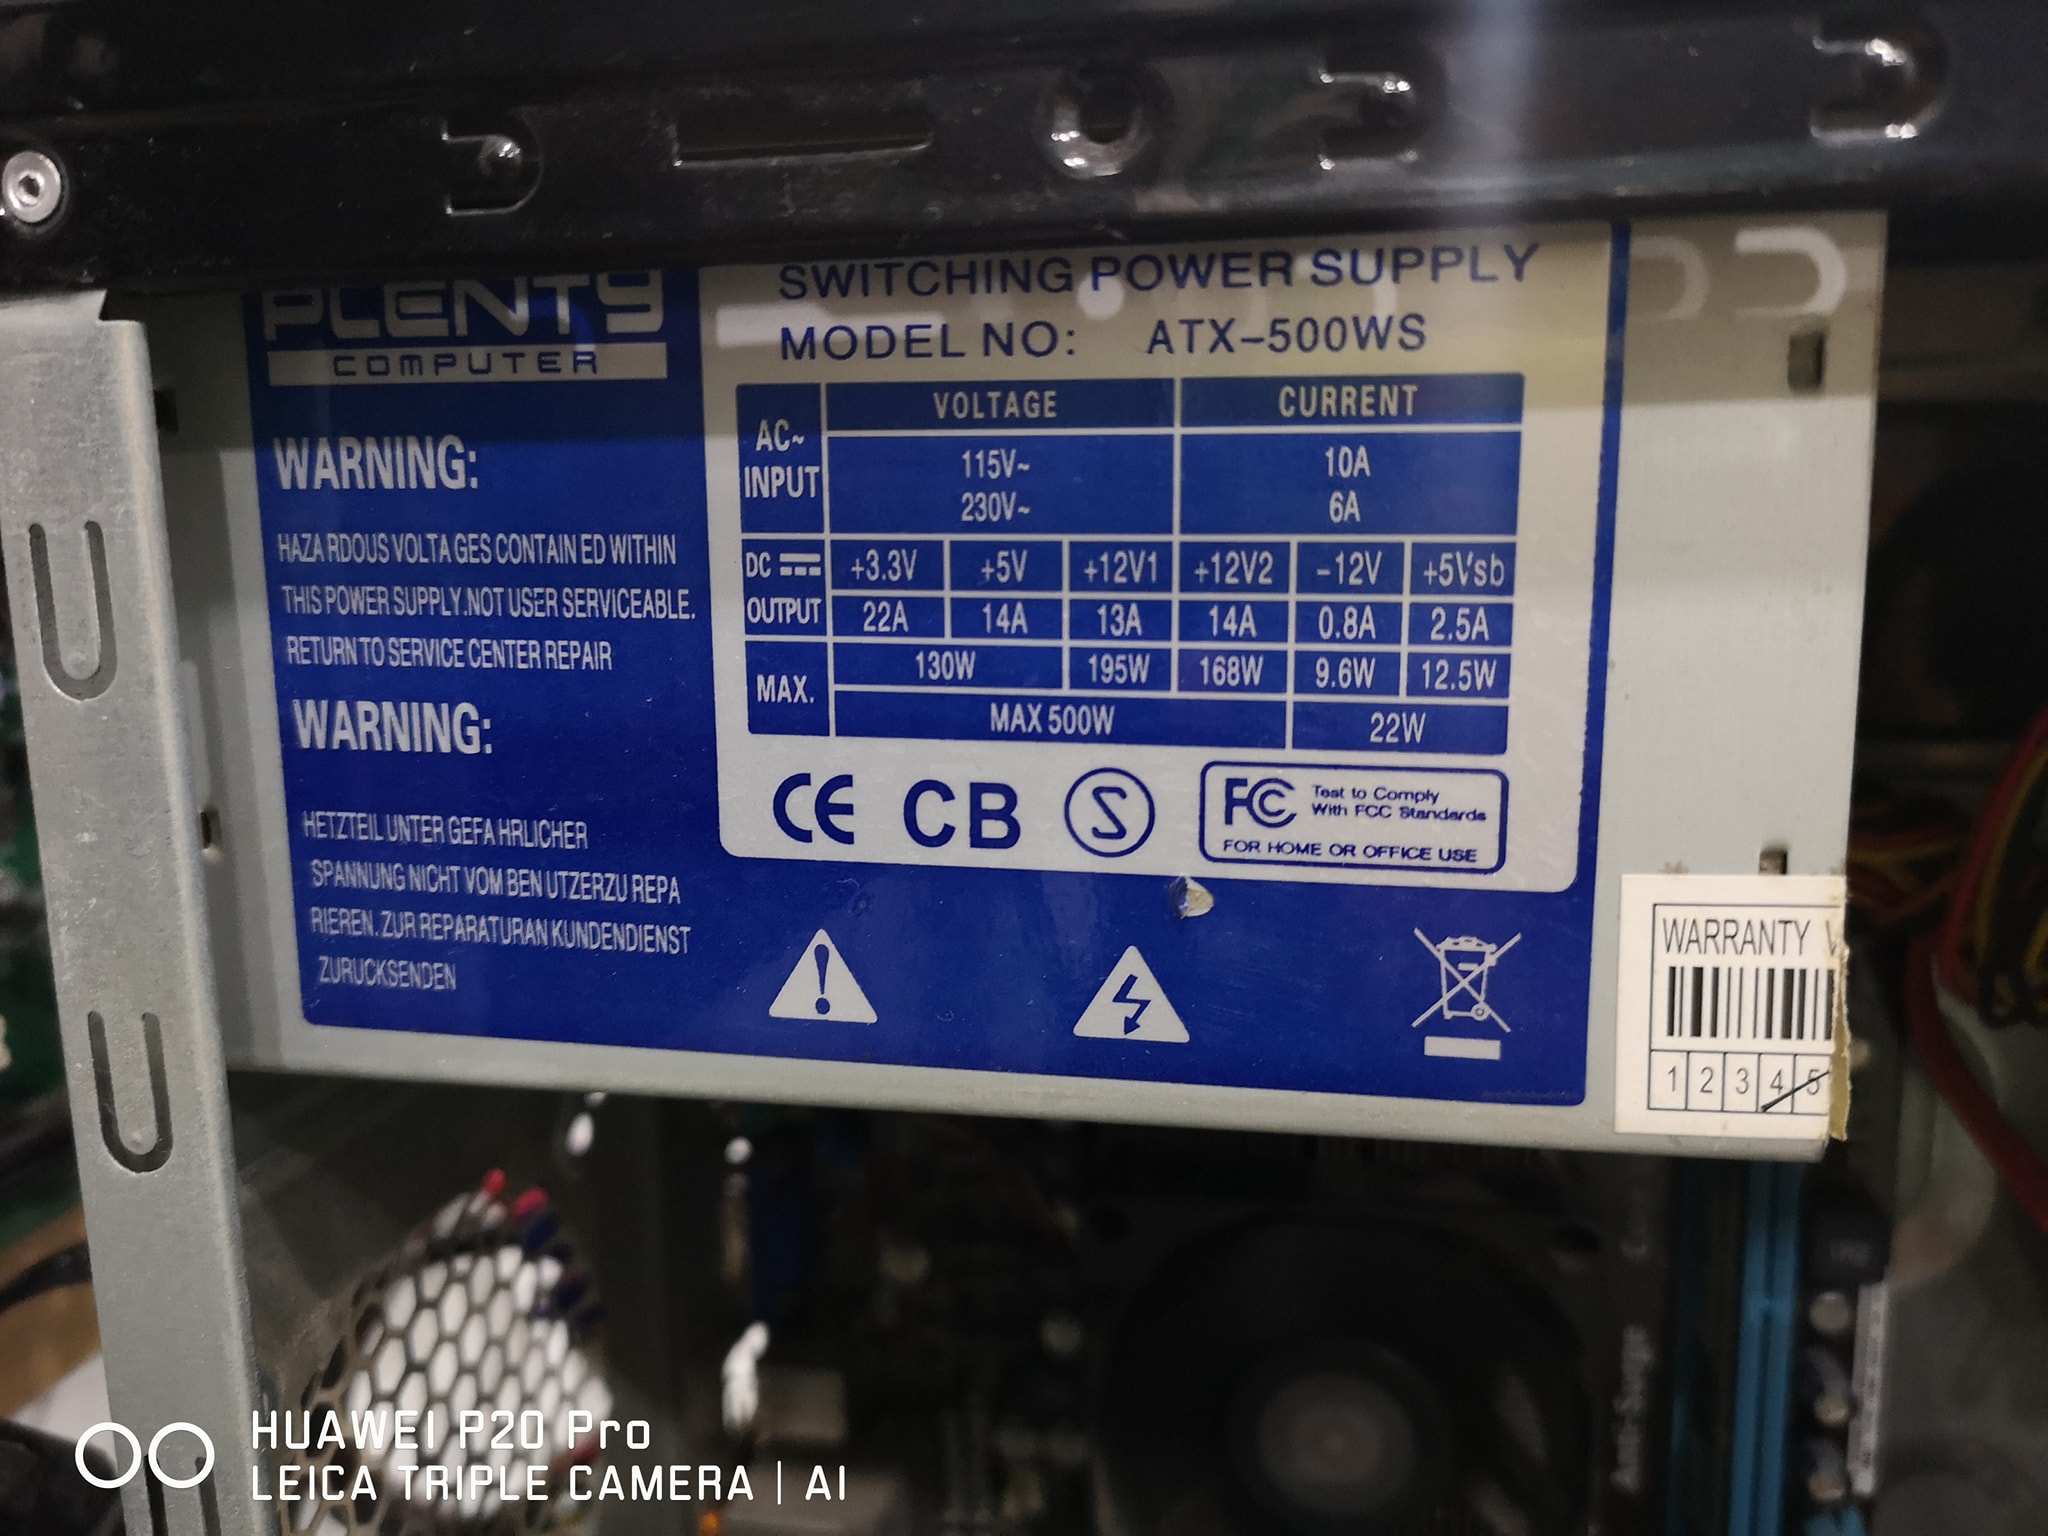 PLENTY
COMPUTER
WARNING:
HAZA RDOUS VOLTA GES CONTAIN ED WITHIN
THIS POWER SUPPLY.NOT USER SERVICEABLE.
RETURN TO SERVICE CENTER REPAIR
WARNING:
HETZTEIL UNTER GEFA HRLICHER
SPANNUNG NICHT VOM BEN UTZERZU REPA
RIEREN. ZUR REPARATURAN KUNDENDIENST
ZURUCKSENDEN
SWITCHING POWER SUPPLY
MODEL NO: ATX-500WS
AC~ INPUT VOLTAGE CURRENT
115V~ 10A
230V~ 6A
DC OUTPUT +3.3V +5V +12V1 +12V2 -12V +5Vsb
22A 14A 13A 14A 0.8A 2.5A
MAX. 130W 195W 168W 9.6W 12.5W
MAX 500W 22W
CE CB S FC Test to Comply
With FCC Standards
FOR HOME OR OFFICE USE
WARRANTY
1 2 3 4 5
Anti-Surge
HUAWEI P20 Pro
LEICA TRIPLE CAMERA | AI